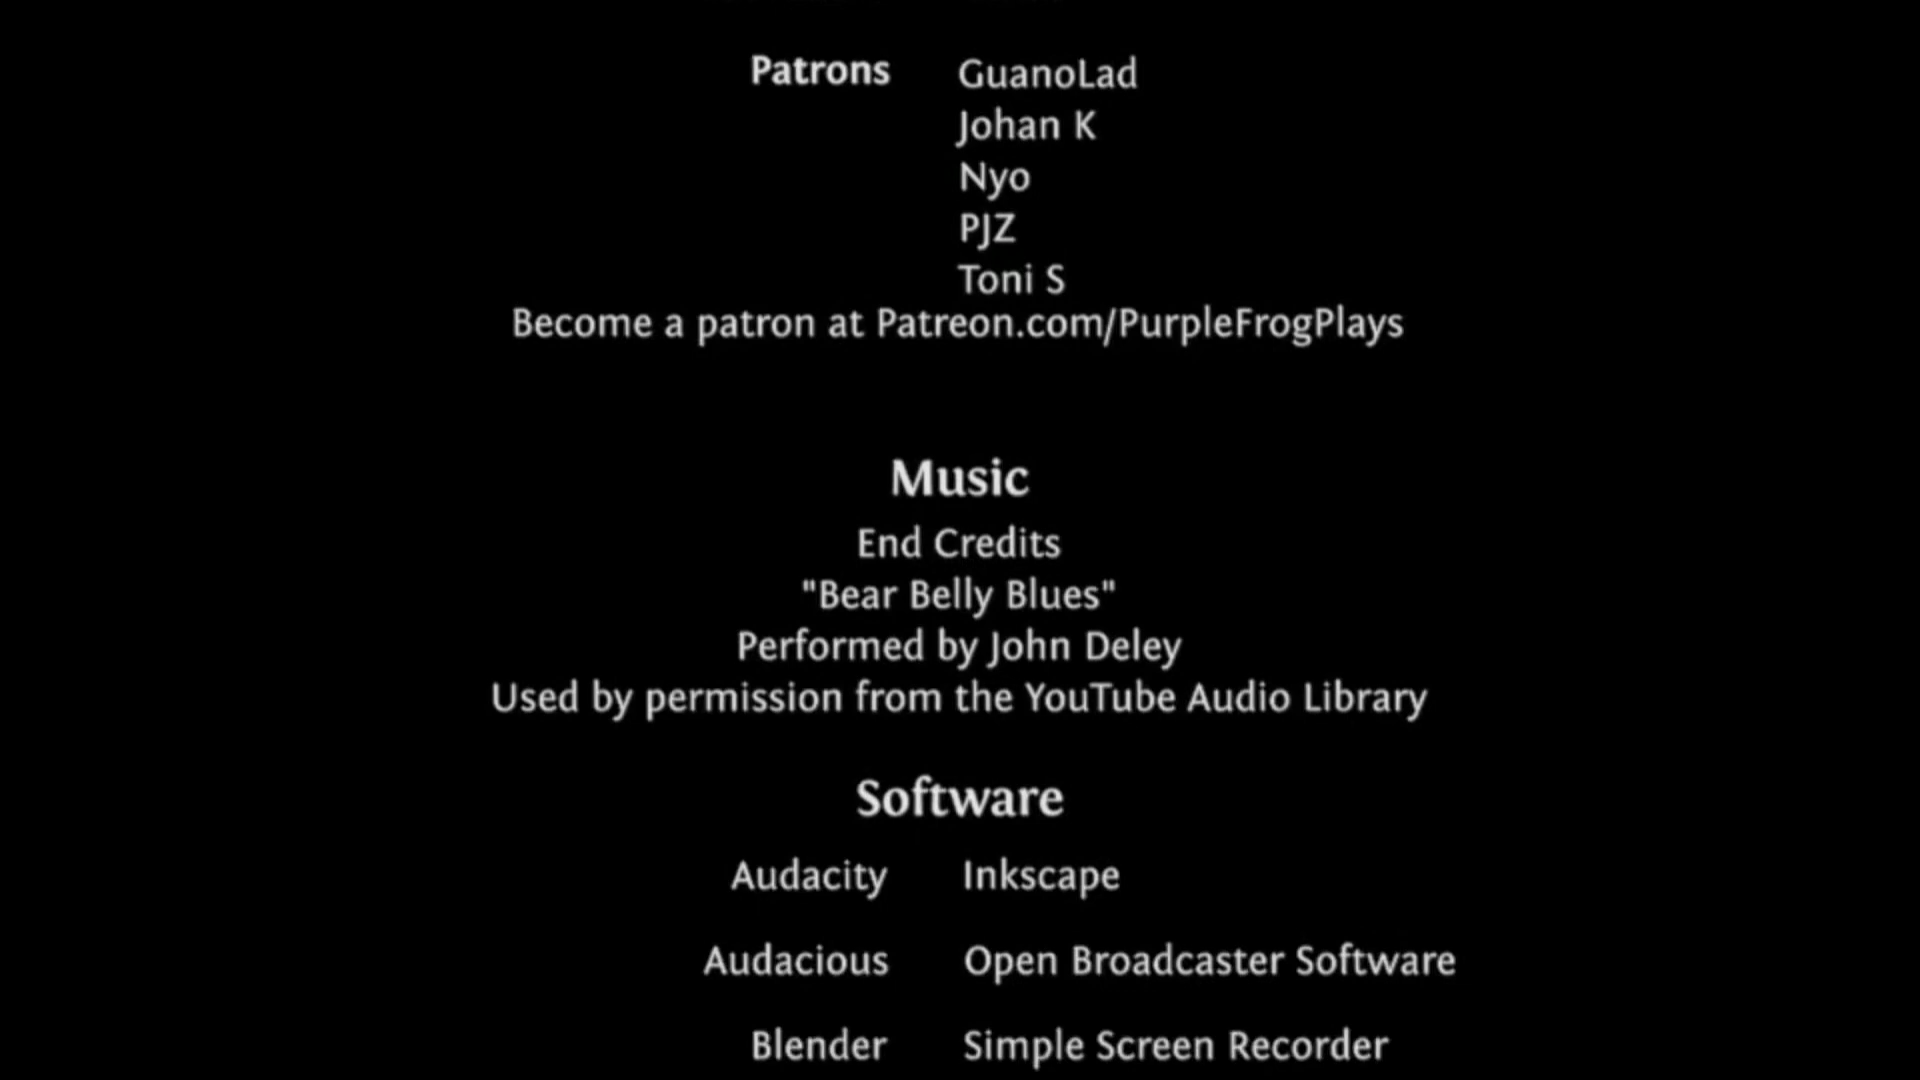 Patrons GuanoLad
Johan K
Nyo
PJZ
Toni S
Become a patron at Patreon.com/PurpleFrogPlays
Music
End Credits
"Bear Belly Blues"
Performed by John Deley
Used by permission from the YouTube Audio Library
Software
Audacity Inkscape
Audacious Open Broadcaster Software
Blender Simple Screen Recorder